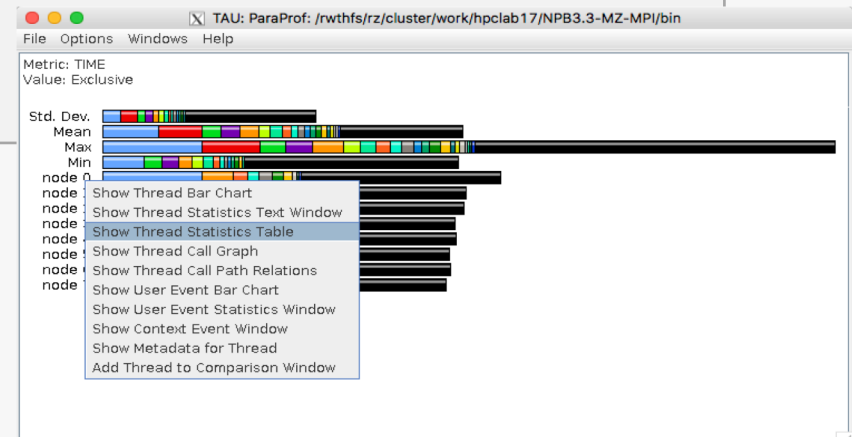 TAU: ParaProf: /rwthfs/rz/cluster/work/hpclab17/NPB3.3-MZ-MPI/bin
File Options Windows Help
Metric: TIME
Value: Exclusive
Std. Dev.
Mean
Max
Min
node 0
node
node
node
node
node
node
node
Show Thread Bar Chart
Show Thread Statistics Text Window
Show Thread Statistics Table
Show Thread Call Graph
Show Thread Call Path Relations
Show User Event Bar Chart
Show User Event Statistics Window
Show Context Event Window
Show Metadata for Thread
Add Thread to Comparison Window